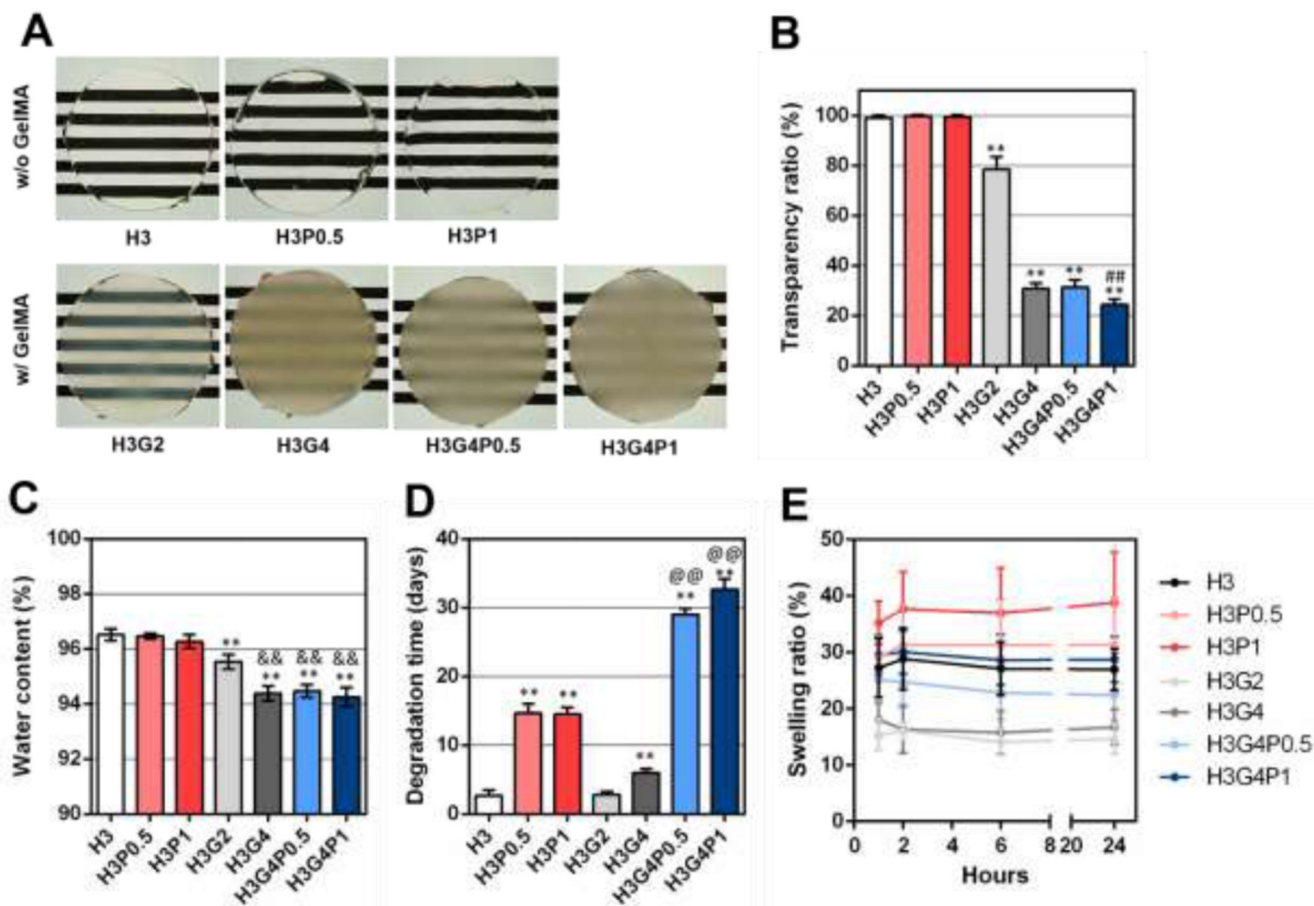 A
w/o GelMA
H3
H3P0.5
H3P1
w/ GelMA
H3G2
H3G4
H3G4P0.5
H3G4P1
B
Transparency ratio (%)
100
80
60
40
20
0
**
**
**
##
**
H3
H3P0.5
H3P1
H3G2
H3G4
H3G4P0.5
H3G4P1
C
Water content (%)
100
98
96
94
92
90
**
&&
**
&&
**
&&
**
H3
H3P0.5
H3P1
H3G2
H3G4
H3G4P0.5
H3G4P1
D
Degradation time (days)
40
30
20
10
0
**
**
**
@@
**
@@
**
H3
H3P0.5
H3P1
H3G2
H3G4
H3G4P0.5
H3G4P1
E
Swelling ratio (%)
50
40
30
20
10
0
0 2 4 6 8 20 24
Hours
H3
H3P0.5
H3P1
H3G2
H3G4
H3G4P0.5
H3G4P1